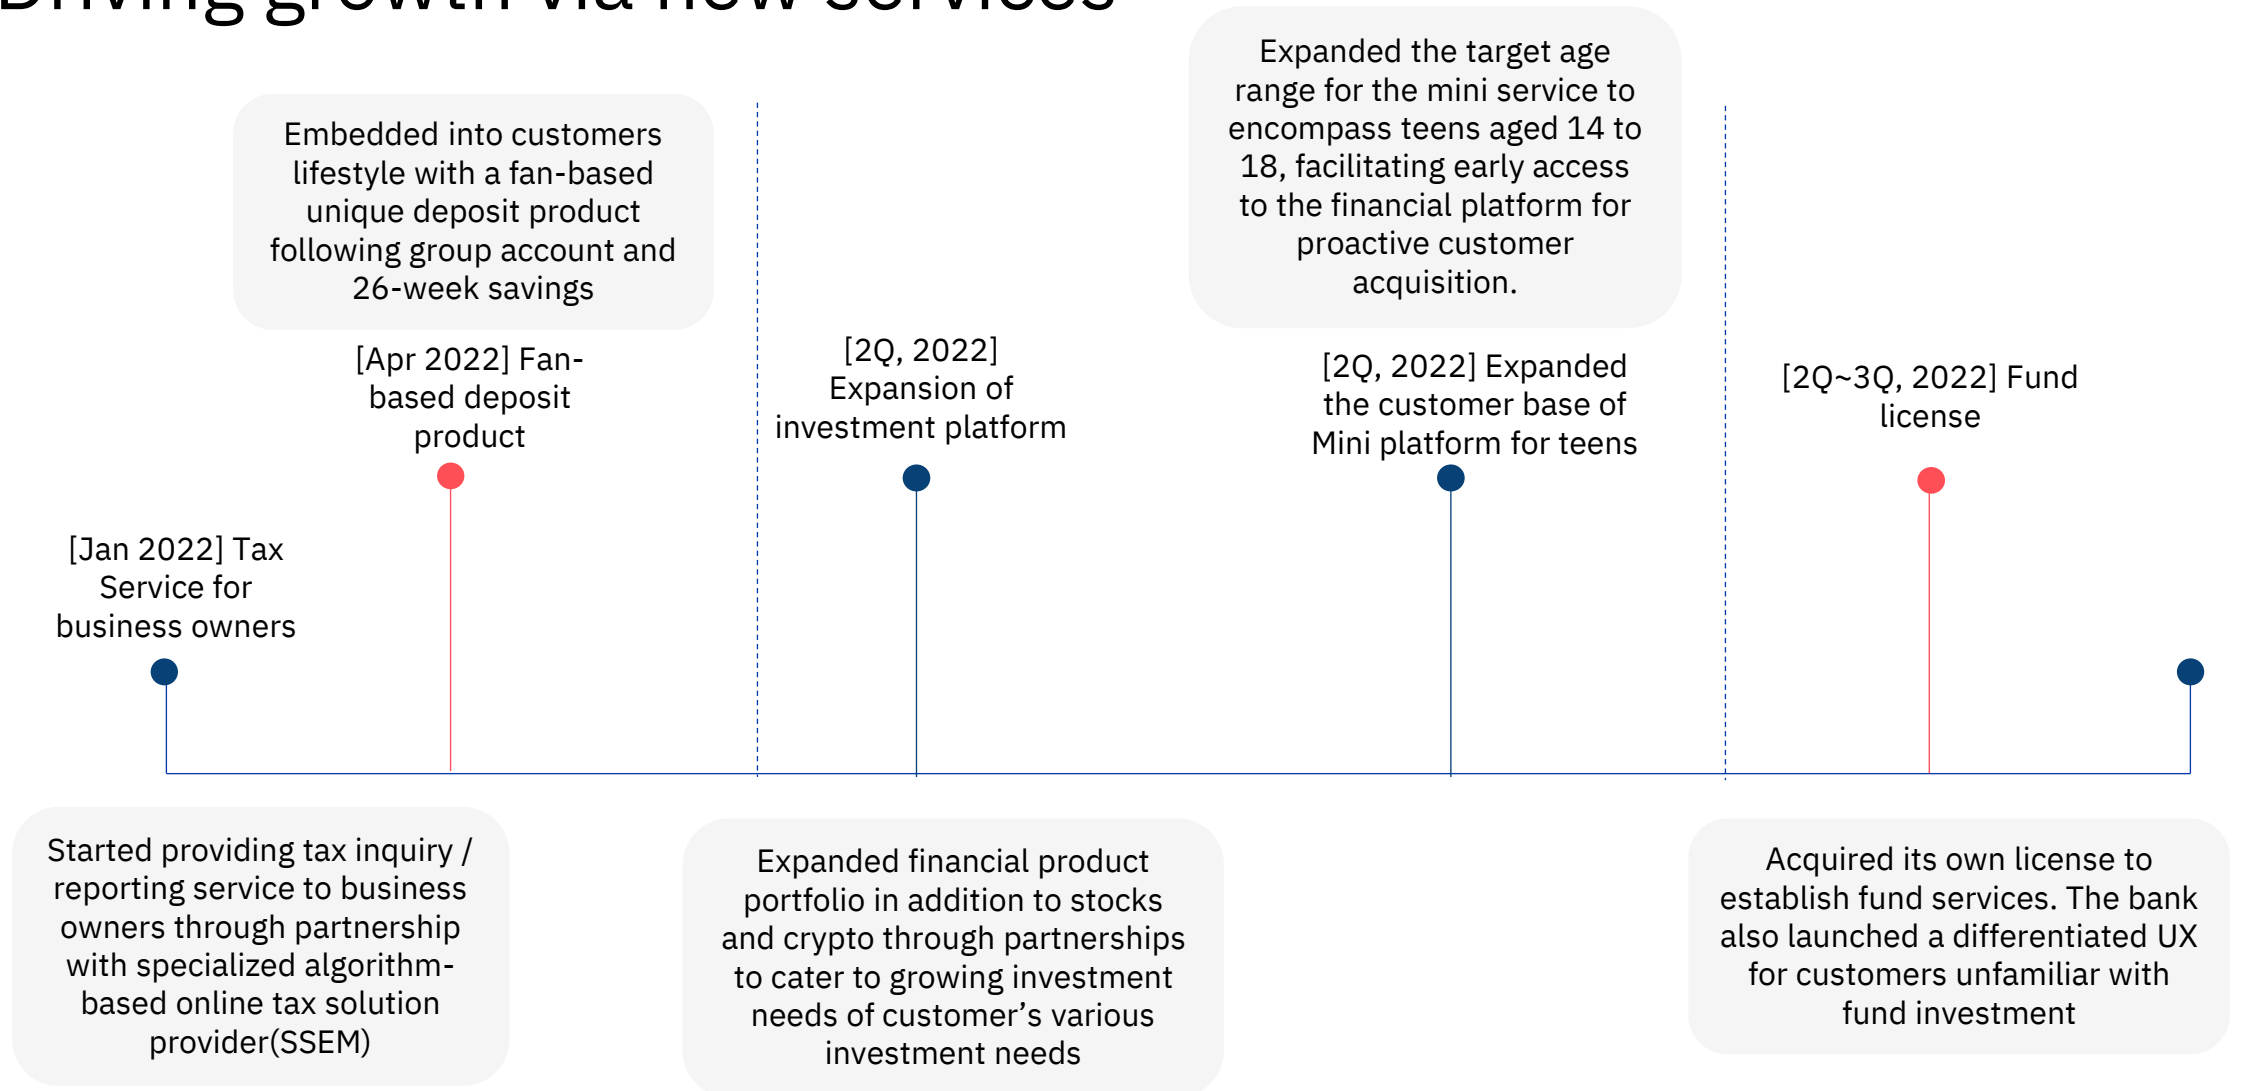 Driving growth via new services
Embedded into customers
lifestyle with a fan-based
unique deposit product
following group account and
26-week savings
Expanded the target age
range for the mini service to
encompass teens aged 14 to
18, facilitating early access
to the financial platform for
proactive customer
acquisition.
[Jan 2022] Tax
Service for
business owners
[Apr 2022] Fan-
based deposit
product
[2Q, 2022]
Expansion of
investment platform
[2Q, 2022] Expanded
the customer base of
Mini platform for teens
[2Q~3Q, 2022] Fund
license
Started providing tax inquiry /
reporting service to business
owners through partnership
with specialized algorithm-
based online tax solution
provider(SSEM)
Expanded financial product
portfolio in addition to stocks
and crypto through partnerships
to cater to growing investment
needs of customer’s various
investment needs
Acquired its own license to
establish fund services. The bank
also launched a differentiated UX
for customers unfamiliar with
fund investment